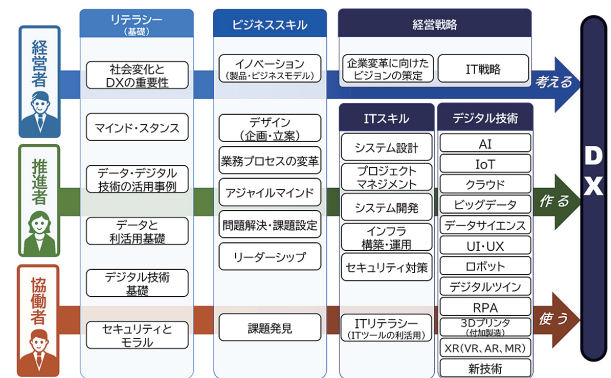 経営者
推進者
協働者
リテラシー
（基礎）
社会変化と
DXの重要性
マインド・スタンス
データ・デジタル
技術の活用事例
データと
利活用基礎
デジタル技術
基礎
セキュリティと
モラル
ビジネススキル
イノベーション
（製品・ビジネスモデル）
デザイン
（企画・立案）
業務プロセスの変革
アジャイルマインド
問題解決・課題設定
リーダーシップ
課題発見
経営戦略
企業変革に向けた
ビジョンの策定
IT戦略
ITスキル
システム設計
プロジェクト
マネジメント
システム開発
インフラ
構築・運用
セキュリティ対策
ITリテラシー
（ITツールの利活用）
デジタル技術
AI
IoT
クラウド
ビッグデータ
データサイエンス
UI・UX
ロボット
デジタルツイン
RPA
3Dプリンタ
（付加製造）
XR(VR、AR、MR)
新技術
考える
作る
使う
DX